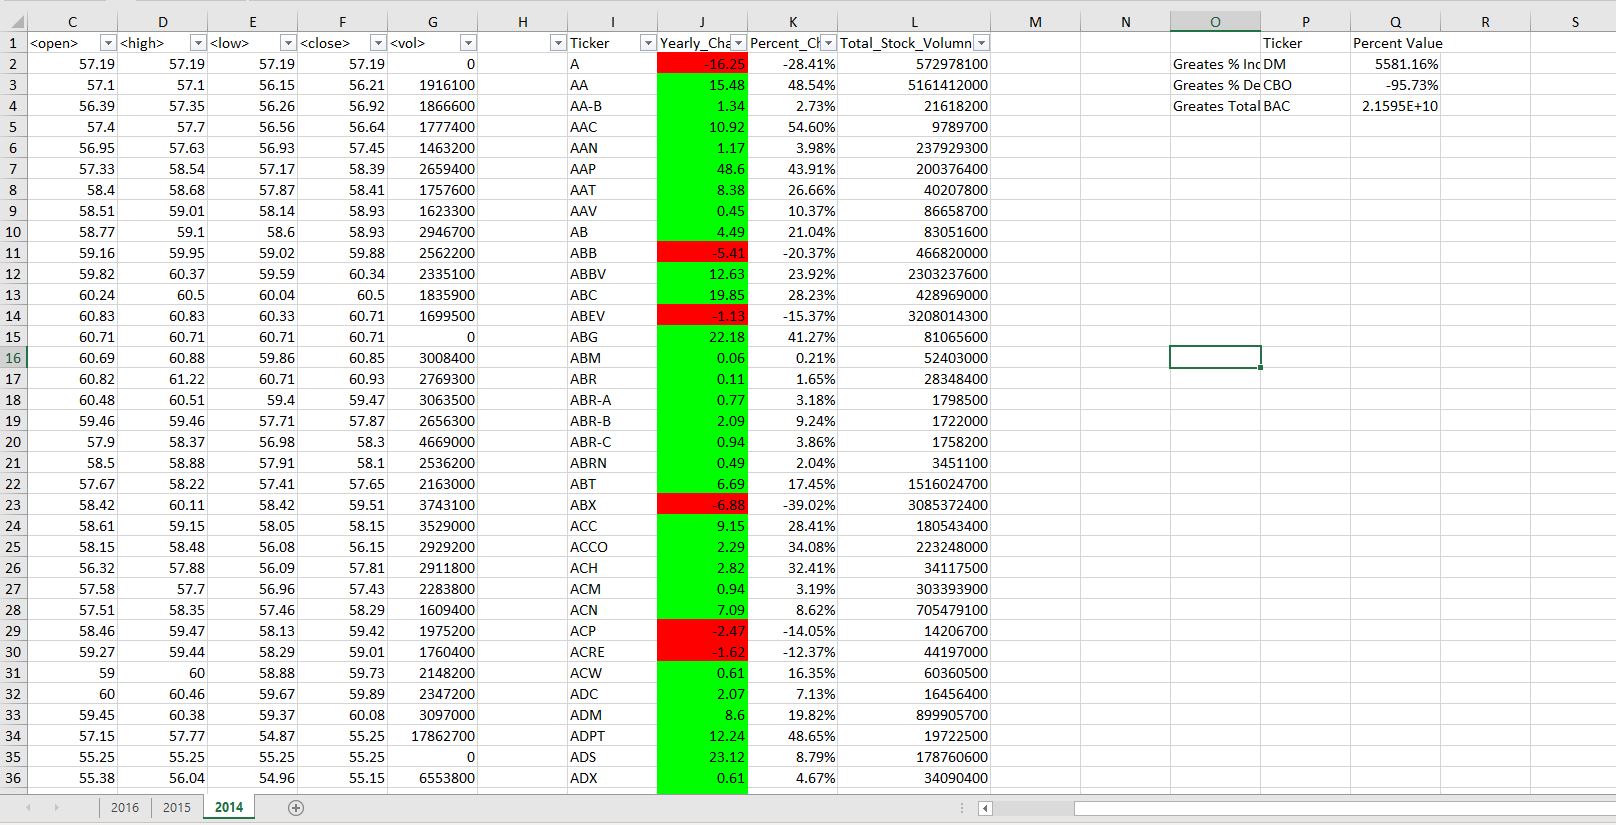 C D E F G H I J K L M N O P Q R S
1 <open> <high> <low> <close> <vol> Ticker Yearly_Cha Percent_Ch Total_Stock_Volumn Ticker Percent Value
2 57.19 57.19 57.19 57.19 0 A -16.25 -28.41% 572978100 Greates % Inc DM 5581.16%
3 57.1 57.1 56.15 56.21 1916100 AA 15.48 48.54% 5161412000 Greates % De CBO -95.73%
4 56.39 57.35 56.26 56.92 1866600 AA-B 1.34 2.73% 21618200 Greates Total BAC 2.1595E+10
5 57.4 57.7 56.56 56.64 1777400 AAC 10.92 54.60% 9789700
6 56.95 57.63 56.93 57.45 1463200 AAN 1.17 3.98% 237929300
7 57.33 58.54 57.17 58.39 2659400 AAP 48.6 43.91% 200376400
8 58.4 58.68 57.87 58.41 1757600 AAT 8.38 26.66% 40207800
9 58.51 59.01 58.14 58.93 1623300 AAV 0.45 10.37% 86658700
10 58.77 59.1 58.6 58.93 2946700 AB 4.49 21.04% 83051600
11 59.16 59.95 59.02 59.88 2562200 ABB -5.41 -20.37% 466820000
12 59.82 60.37 59.59 60.34 2335100 ABBV 12.63 23.92% 2303237600
13 60.24 60.5 60.04 60.5 1835900 ABC 19.85 28.23% 428969000
14 60.83 60.83 60.33 60.71 1699500 ABEV -1.13 -15.37% 3208014300
15 60.71 60.71 60.71 60.71 0 ABG 22.18 41.27% 81065600
16 60.69 60.88 59.86 60.85 3008400 ABM 0.06 0.21% 52403000
17 60.82 61.22 60.71 60.93 2769300 ABR 0.11 1.65% 28348400
18 60.48 60.51 59.4 59.47 3063500 ABR-A 0.77 3.18% 1798500
19 59.46 59.46 57.71 57.87 2656300 ABR-B 2.09 9.24% 1722000
20 57.9 58.37 56.98 58.3 4669000 ABR-C 0.94 3.86% 1758200
21 58.5 58.88 57.91 58.1 2536200 ABRN 0.49 2.04% 3451100
22 57.67 58.22 57.41 57.65 2163000 ABT 6.69 17.45% 1516024700
23 58.42 60.11 58.42 59.51 3743100 ABX -6.88 -39.02% 3085372400
24 58.61 59.15 58.05 58.15 3529000 ACC 9.15 28.41% 180543400
25 58.15 58.48 56.08 56.15 2929200 ACCO 2.29 34.08% 223248000
26 56.32 57.88 56.09 57.81 2911800 ACH 2.82 32.41% 34117500
27 57.58 57.7 56.96 57.43 2283800 ACM 0.94 3.19% 303393900
28 57.51 58.35 57.46 58.29 1609400 ACN 7.09 8.62% 705479100
29 58.46 59.47 58.13 59.42 1975200 ACP -2.47 -14.05% 14206700
30 59.27 59.44 58.29 59.01 1760400 ACRE -1.62 -12.37% 44197000
31 59 60 58.88 59.73 2148200 ACW 0.61 16.35% 60360500
32 60 60.46 59.67 59.89 2347200 ADC 2.07 7.13% 16456400
33 59.45 60.38 59.37 60.08 3097000 ADM 8.6 19.82% 899905700
34 57.15 57.77 54.87 55.25 17862700 ADPT 12.24 48.65% 19722500
35 55.25 55.25 55.25 55.25 0 ADS 23.12 8.79% 178760600
36 55.38 56.04 54.96 55.15 6553800 ADX 0.61 4.67% 34090400
2016 2015 2014